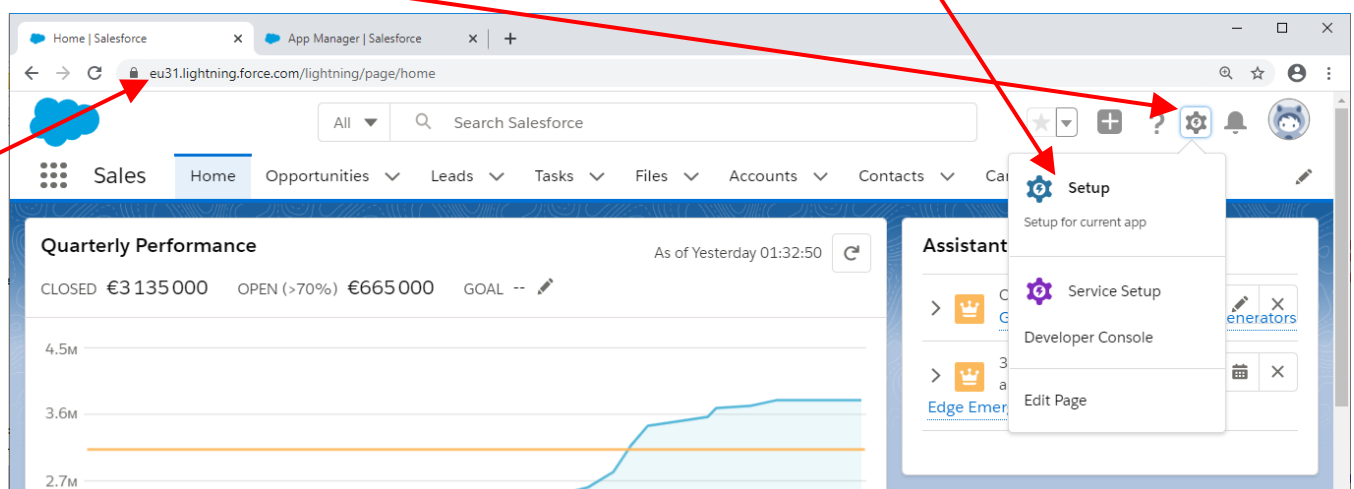 Home | Salesforce
App Manager | Salesforce
eu31.lightning.force.com/lightning/page/home
All
Search Salesforce
Sales Home Opportunities Leads Tasks Files Accounts Contacts
Setup
Setup for current app
Service Setup
Developer Console
Edit Page
Quarterly Performance
As of Yesterday 01:32:50
CLOSED €3 135 000 OPEN (>70%) €665 000 GOAL --
4.5M
3.6M
2.7M
Assistant
enerators
3
Edge Emer